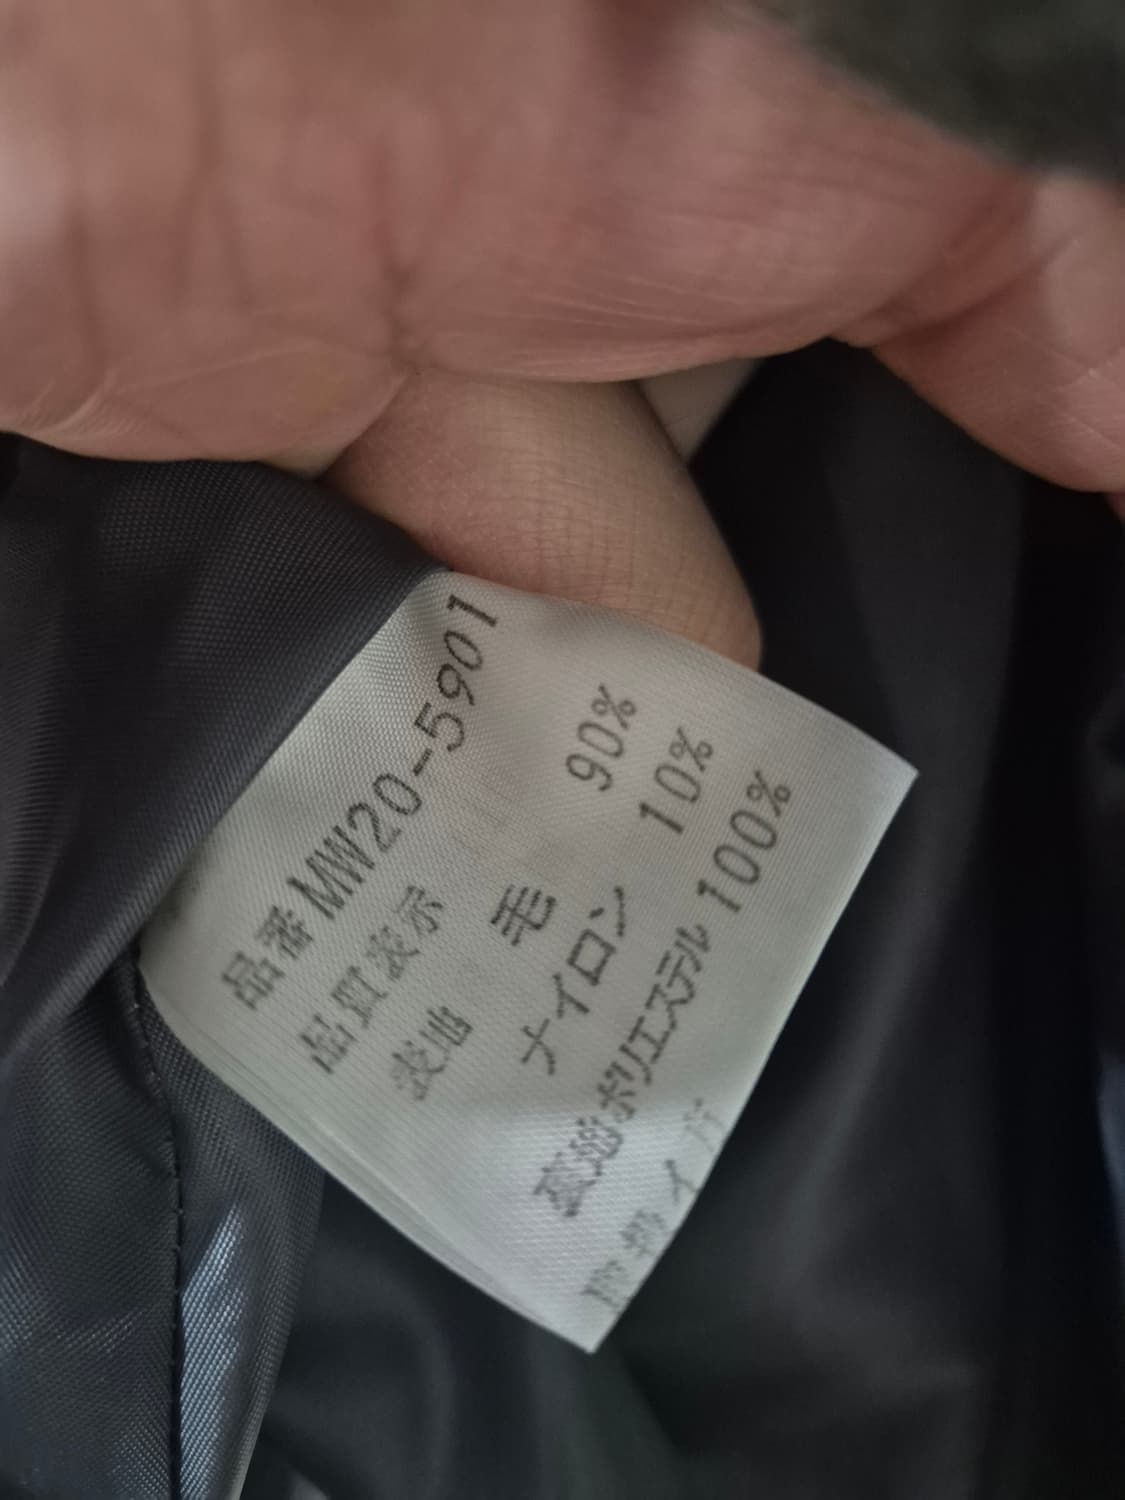 品番 MW20-5901
品質表示
表地 毛 90%
ナイロン 10%
裏地 ポリエステル 100%